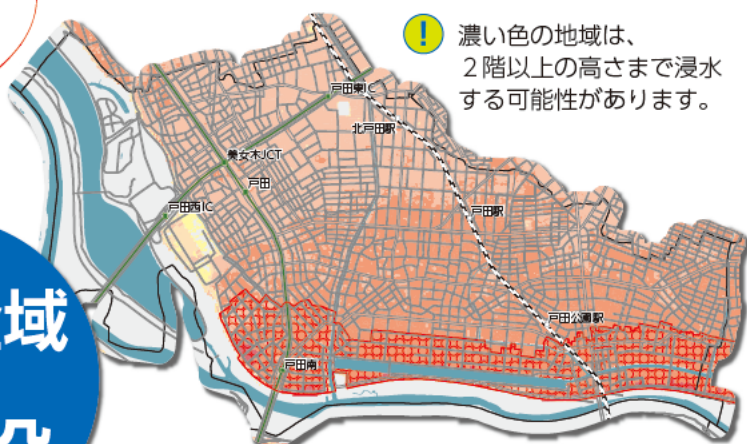 !
濃い色の地域は、
２階以上の高さまで浸水
する可能性があります。
戸田東IC
北戸田駅
美女木JCT
戸田
戸田西IC
戸田駅
戸田公園駅
戸田南
域